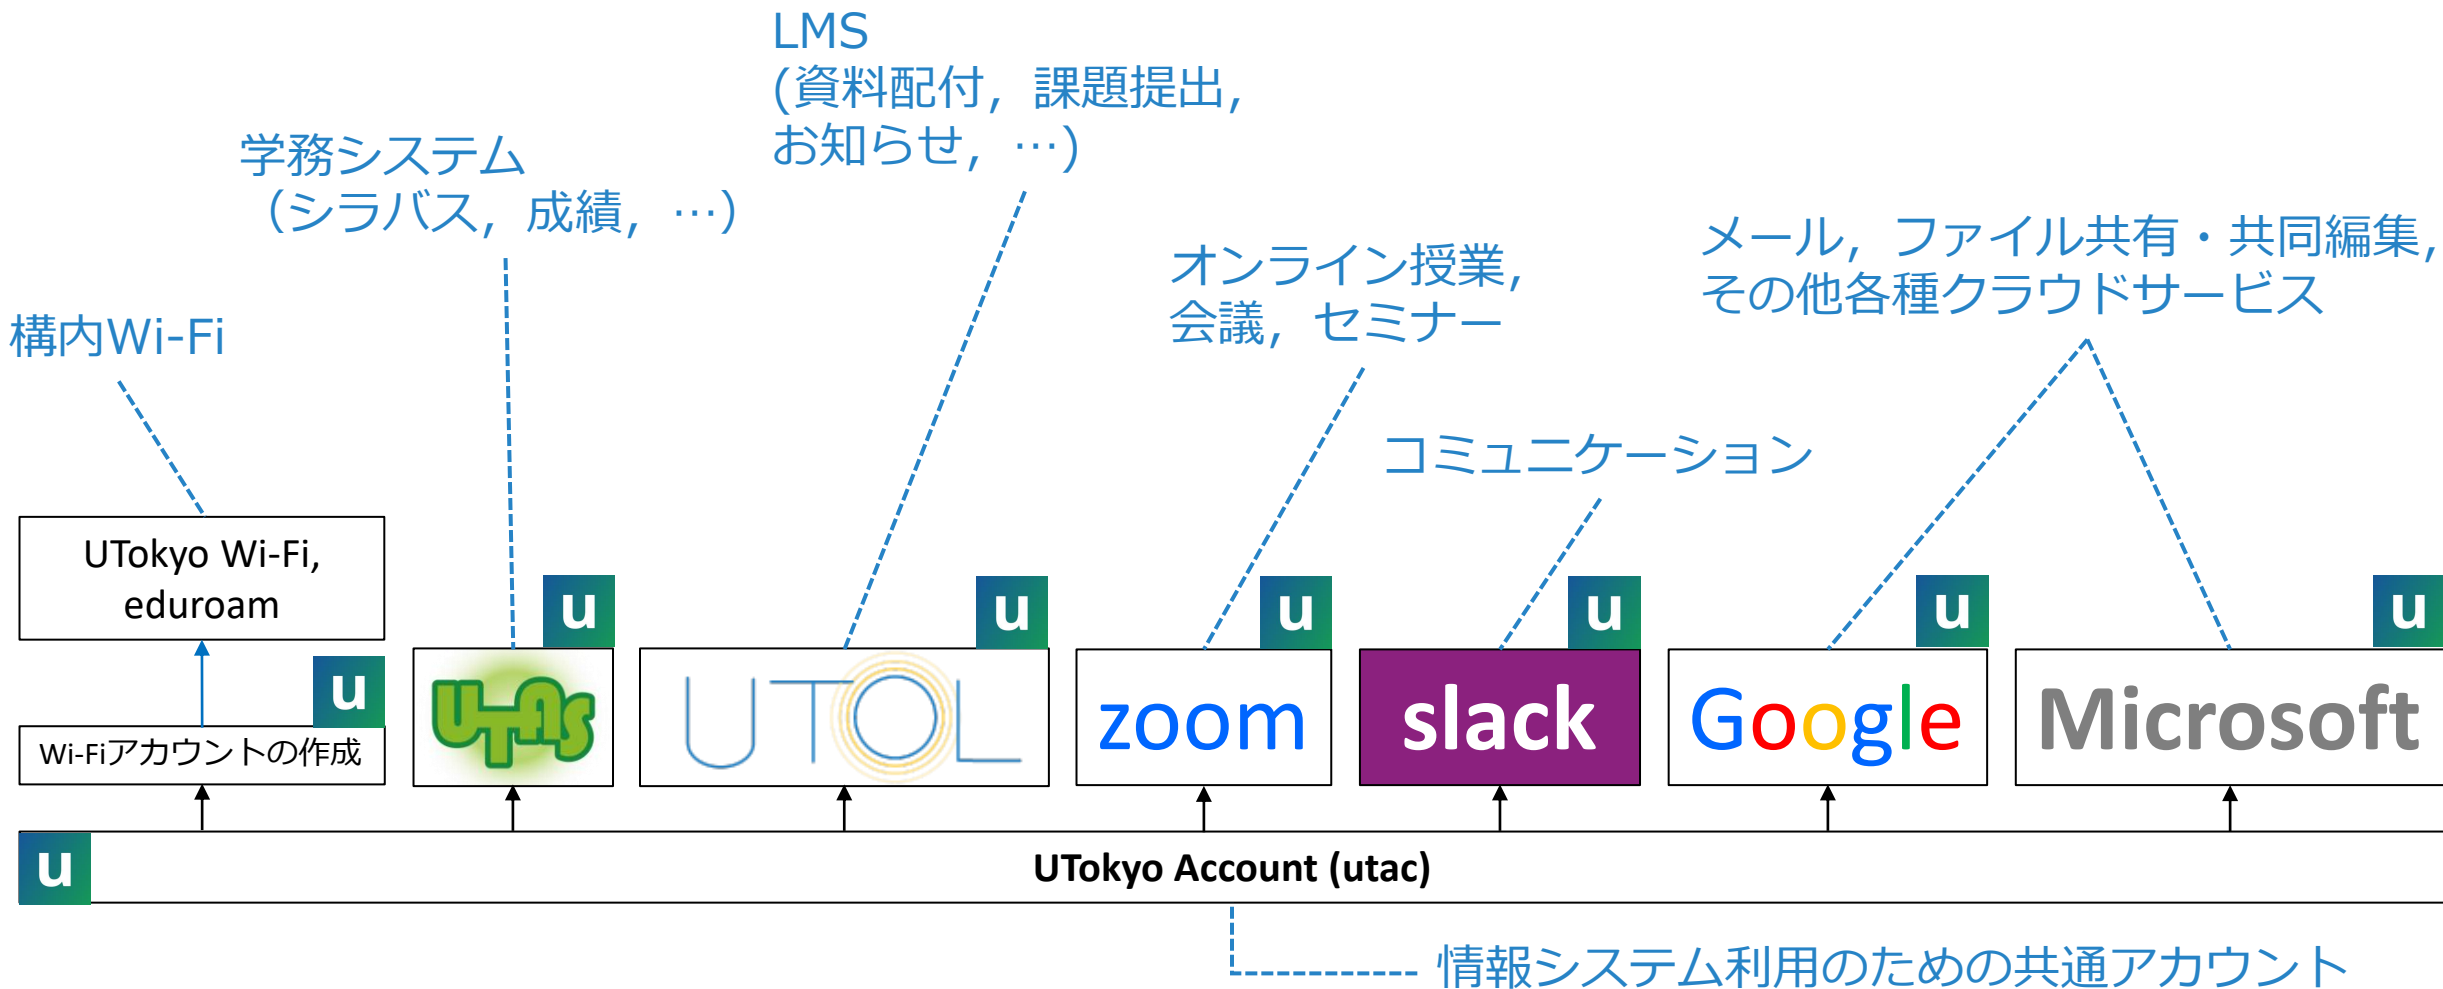 LMS
(資料配付，課題提出，
お知らせ，…)
学務システム
（シラバス，成績，…）
メール，ファイル共有・共同編集，
その他各種クラウドサービス
オンライン授業，
会議，セミナー
構内Wi-Fi
コミュニケーション
UTokyo Wi-Fi,
eduroam
u
u
u
u
u
u
u
Wi-Fiアカウントの作成
UTAS
UTOL
zoom
slack
Google
Microsoft
u
UTokyo Account (utac)
情報システム利用のための共通アカウント